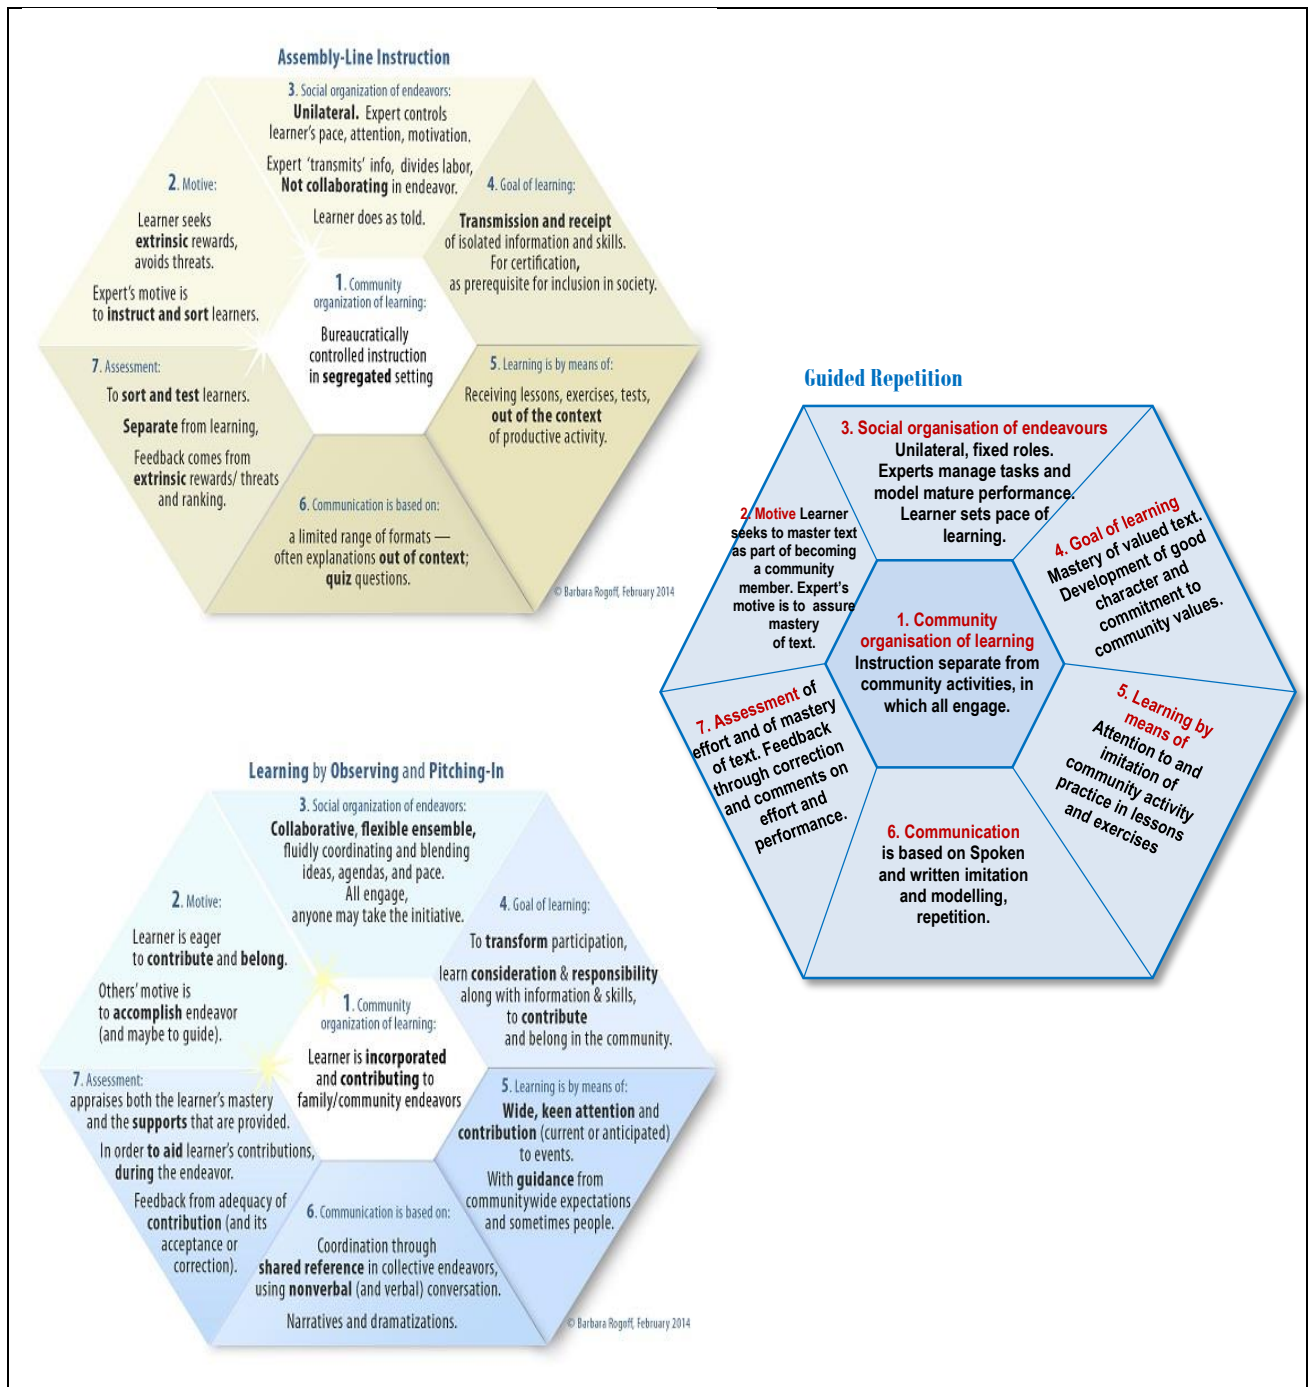 Assembly-Line Instruction
3. Social organization of endeavors:
Unilateral. Expert controls
learner's pace, attention, motivation.
Expert 'transmits' info, divides labor,
Not collaborating in endeavor.
Learner does as told.
2. Motive:
Learner seeks
extrinsic rewards,
avoids threats.
Expert's motive is
to instruct and sort learners.
4. Goal of learning:
Transmission and receipt
of isolated information and skills.
For certification,
as prerequisite for inclusion in society.
1. Community
organization of learning:
Bureaucratically
controlled instruction
in segregated setting
7. Assessment:
To sort and test learners.
Separate from learning,
Feedback comes from
extrinsic rewards/ threats
and ranking.
5. Learning is by means of:
Receiving lessons, exercises, tests,
out of the context
of productive activity.
6. Communication is based on:
a limited range of formats —
often explanations out of context;
quiz questions.
© Barbara Rogoff, February 2014
Guided Repetition
3. Social organisation of endeavours
Unilateral, fixed roles.
Experts manage tasks and
model mature performance.
Learner sets pace of
learning.
2. Motive Learner
seeks to master text
as part of becoming
a community
member. Expert's
motive is to assure
mastery
of text.
4. Goal of learning
Mastery of valued text.
Development of good
character and
commitment to
community values.
1. Community
organisation of learning
Instruction separate from
community activities, in
which all engage.
7. Assessment of
effort and of mastery
of text. Feedback
through correction
and comments on
effort and
performance.
5. Learning by
means of
Attention to and
imitation of
community activity
practice in lessons
and exercises
6. Communication
is based on Spoken
and written imitation
and modelling,
repetition.
Learning by Observing and Pitching-In
3. Social organization of endeavors:
Collaborative, flexible ensemble,
fluidly coordinating and blending
ideas, agendas, and pace.
All engage,
anyone may take the initiative.
2. Motive:
Learner is eager
to contribute and belong.
Others' motive is
to accomplish endeavor
(and maybe to guide).
4. Goal of learning:
To transform participation,
learn consideration & responsibility
along with information & skills,
to contribute
and belong in the community.
1. Community
organization of learning:
Learner is incorporated
and contributing to
family/community endeavors
7. Assessment:
appraises both the learner's mastery
and the supports that are provided.
In order to aid learner's contributions,
during the endeavor.
Feedback from adequacy of
contribution (and its
acceptance or
correction).
5. Learning is by means of:
Wide, keen attention and
contribution (current or anticipated)
to events.
With guidance from
communitywide expectations
and sometimes people.
6. Communication is based on:
Coordination through
shared reference in collective endeavors,
using nonverbal (and verbal) conversation.
Narratives and dramatizations.
© Barbara Rogoff, February 2014